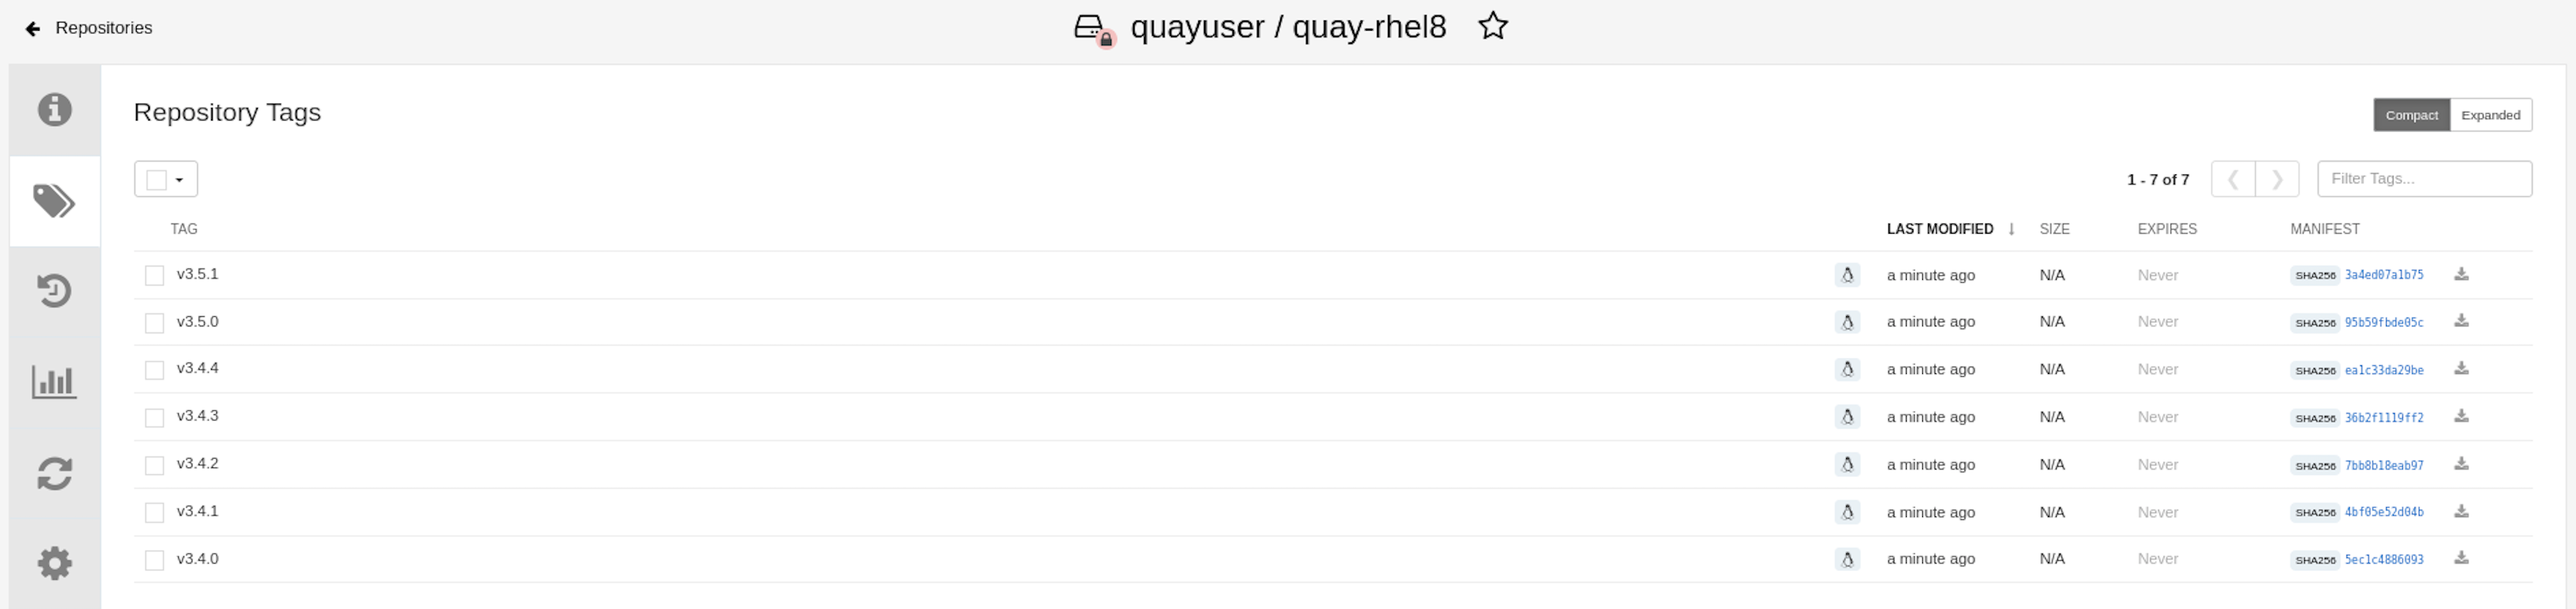 Repositories
quayuser / quay-rhel8
Repository Tags
Compact Expanded
1 - 7 of 7 Filter Tags...
TAG LAST MODIFIED ↓ SIZE EXPIRES MANIFEST
v3.5.1 a minute ago N/A Never SHA256 3a4ed07a1b75
v3.5.0 a minute ago N/A Never SHA256 95b59fbde05c
v3.4.4 a minute ago N/A Never SHA256 ea1c33da29be
v3.4.3 a minute ago N/A Never SHA256 36b2f1119ff2
v3.4.2 a minute ago N/A Never SHA256 7bb8b18eab97
v3.4.1 a minute ago N/A Never SHA256 4bf05e52d04b
v3.4.0 a minute ago N/A Never SHA256 5ec1c4886093